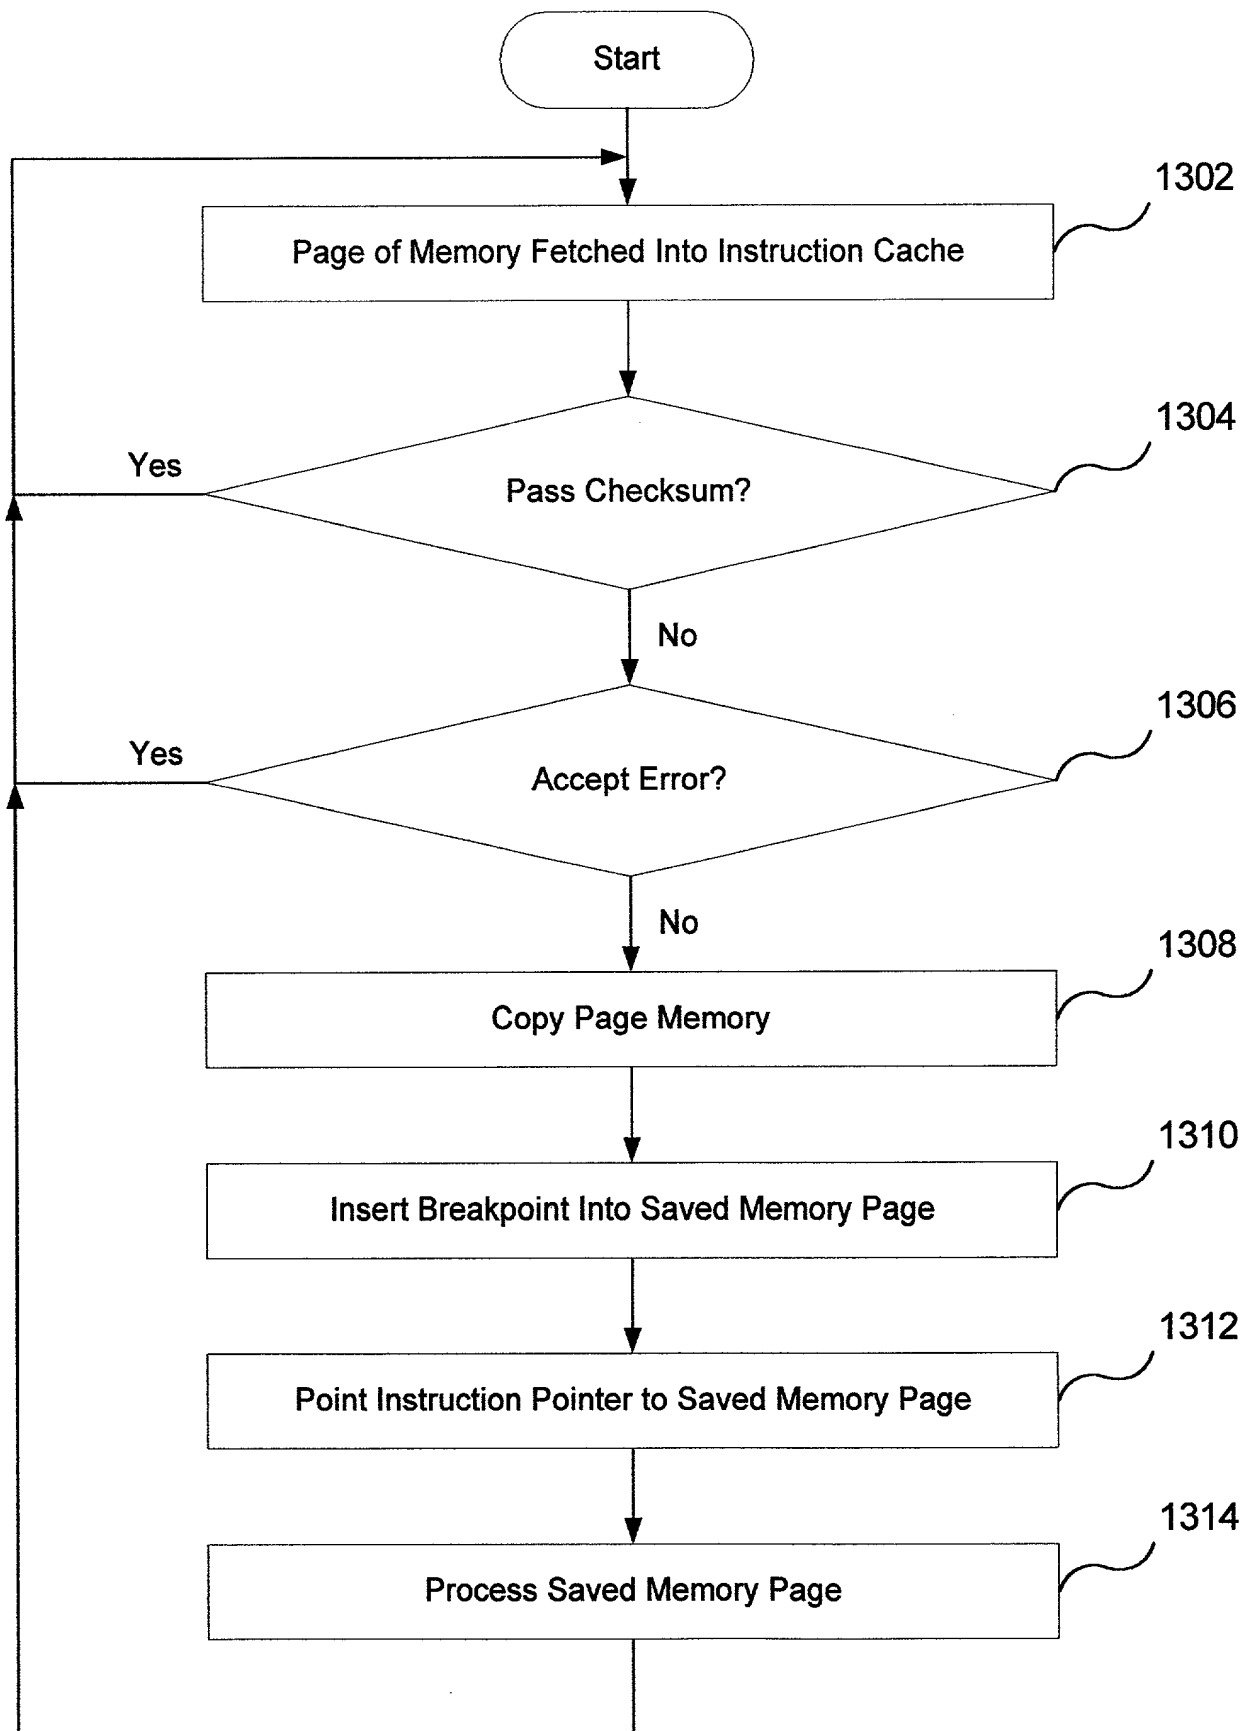 Start
1302
Page of Memory Fetched Into Instruction Cache
1304
Yes
Pass Checksum?
No
1306
Yes
Accept Error?
No
1308
Copy Page Memory
1310
Insert Breakpoint Into Saved Memory Page
1312
Point Instruction Pointer to Saved Memory Page
1314
Process Saved Memory Page